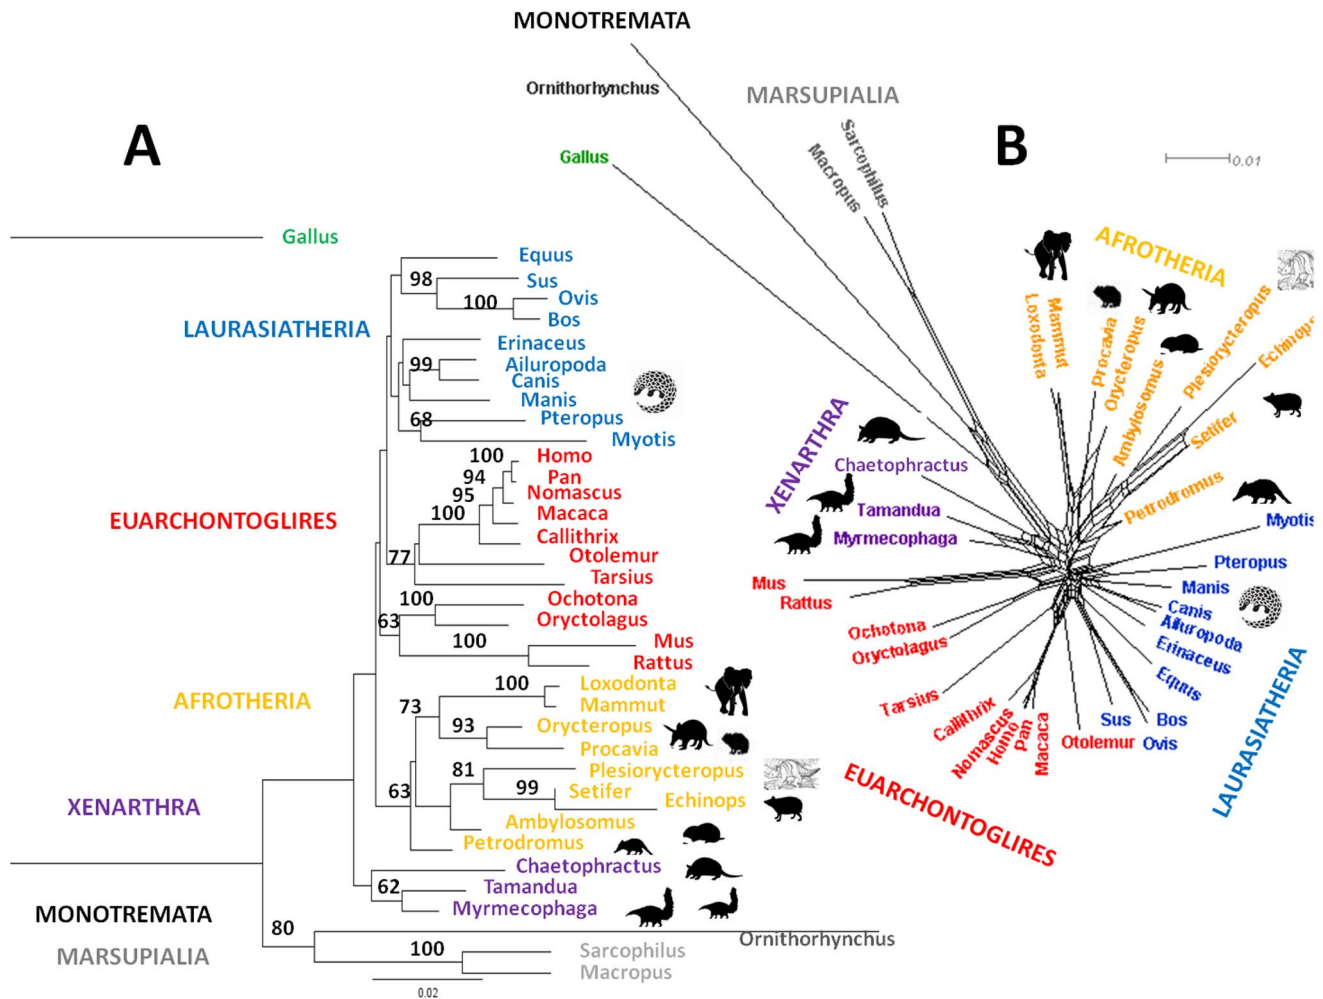 MONOTREMATA
Ornithorhynchus
MARSUPIALIA
A
B
0.01
Gallus
Sarcophilus
Macropus
Gallus
Equus
Sus
Ovis
Bos
98
100
LAURASIATHERIA
Erinaceus
Ailuropoda
Canis
Manis
Pteropus
Myotis
99
68
Homo
Pan
Nomascus
Macaca
Callithrix
Otolemur
Tarsius
100
94
95
100
77
EUARCHONTOGLIRES
Ochotona
Oryctolagus
Mus
Rattus
100
63
100
AFROTHERIA
Loxodonta
Mammut
Orycteropus
Procavia
Plesiorycteropus
Setifer
Echinops
Ambylosomus
Petrodromus
100
73
93
81
99
63
XENARTHRA
Chaetophractus
Tamandua
Myrmecophaga
62
MONOTREMATA
MARSUPIALIA
80
Ornithorhynchus
100
Sarcophilus
Macropus
0.02
AFROTHERIA
Loxodonta
Mammut
Procavia
Orycteropus
Ambylosomus
Plesiorycteropus
Echinop
Setifer
Petrodromus
XENARTHRA
Chaetophractus
Tamandua
Myrmecophaga
Mus
Rattus
Ochotona
Oryctolagus
Tarsius
Callithrix
Nomascus
Homo
Pan
Macaca
Otolemur
EUARCHONTOGLIRES
Myotis
Pteropus
Manis
Canis
Ailuropoda
Erinaceus
Equus
Sus
Bos
Ovis
LAURASIATHERIA